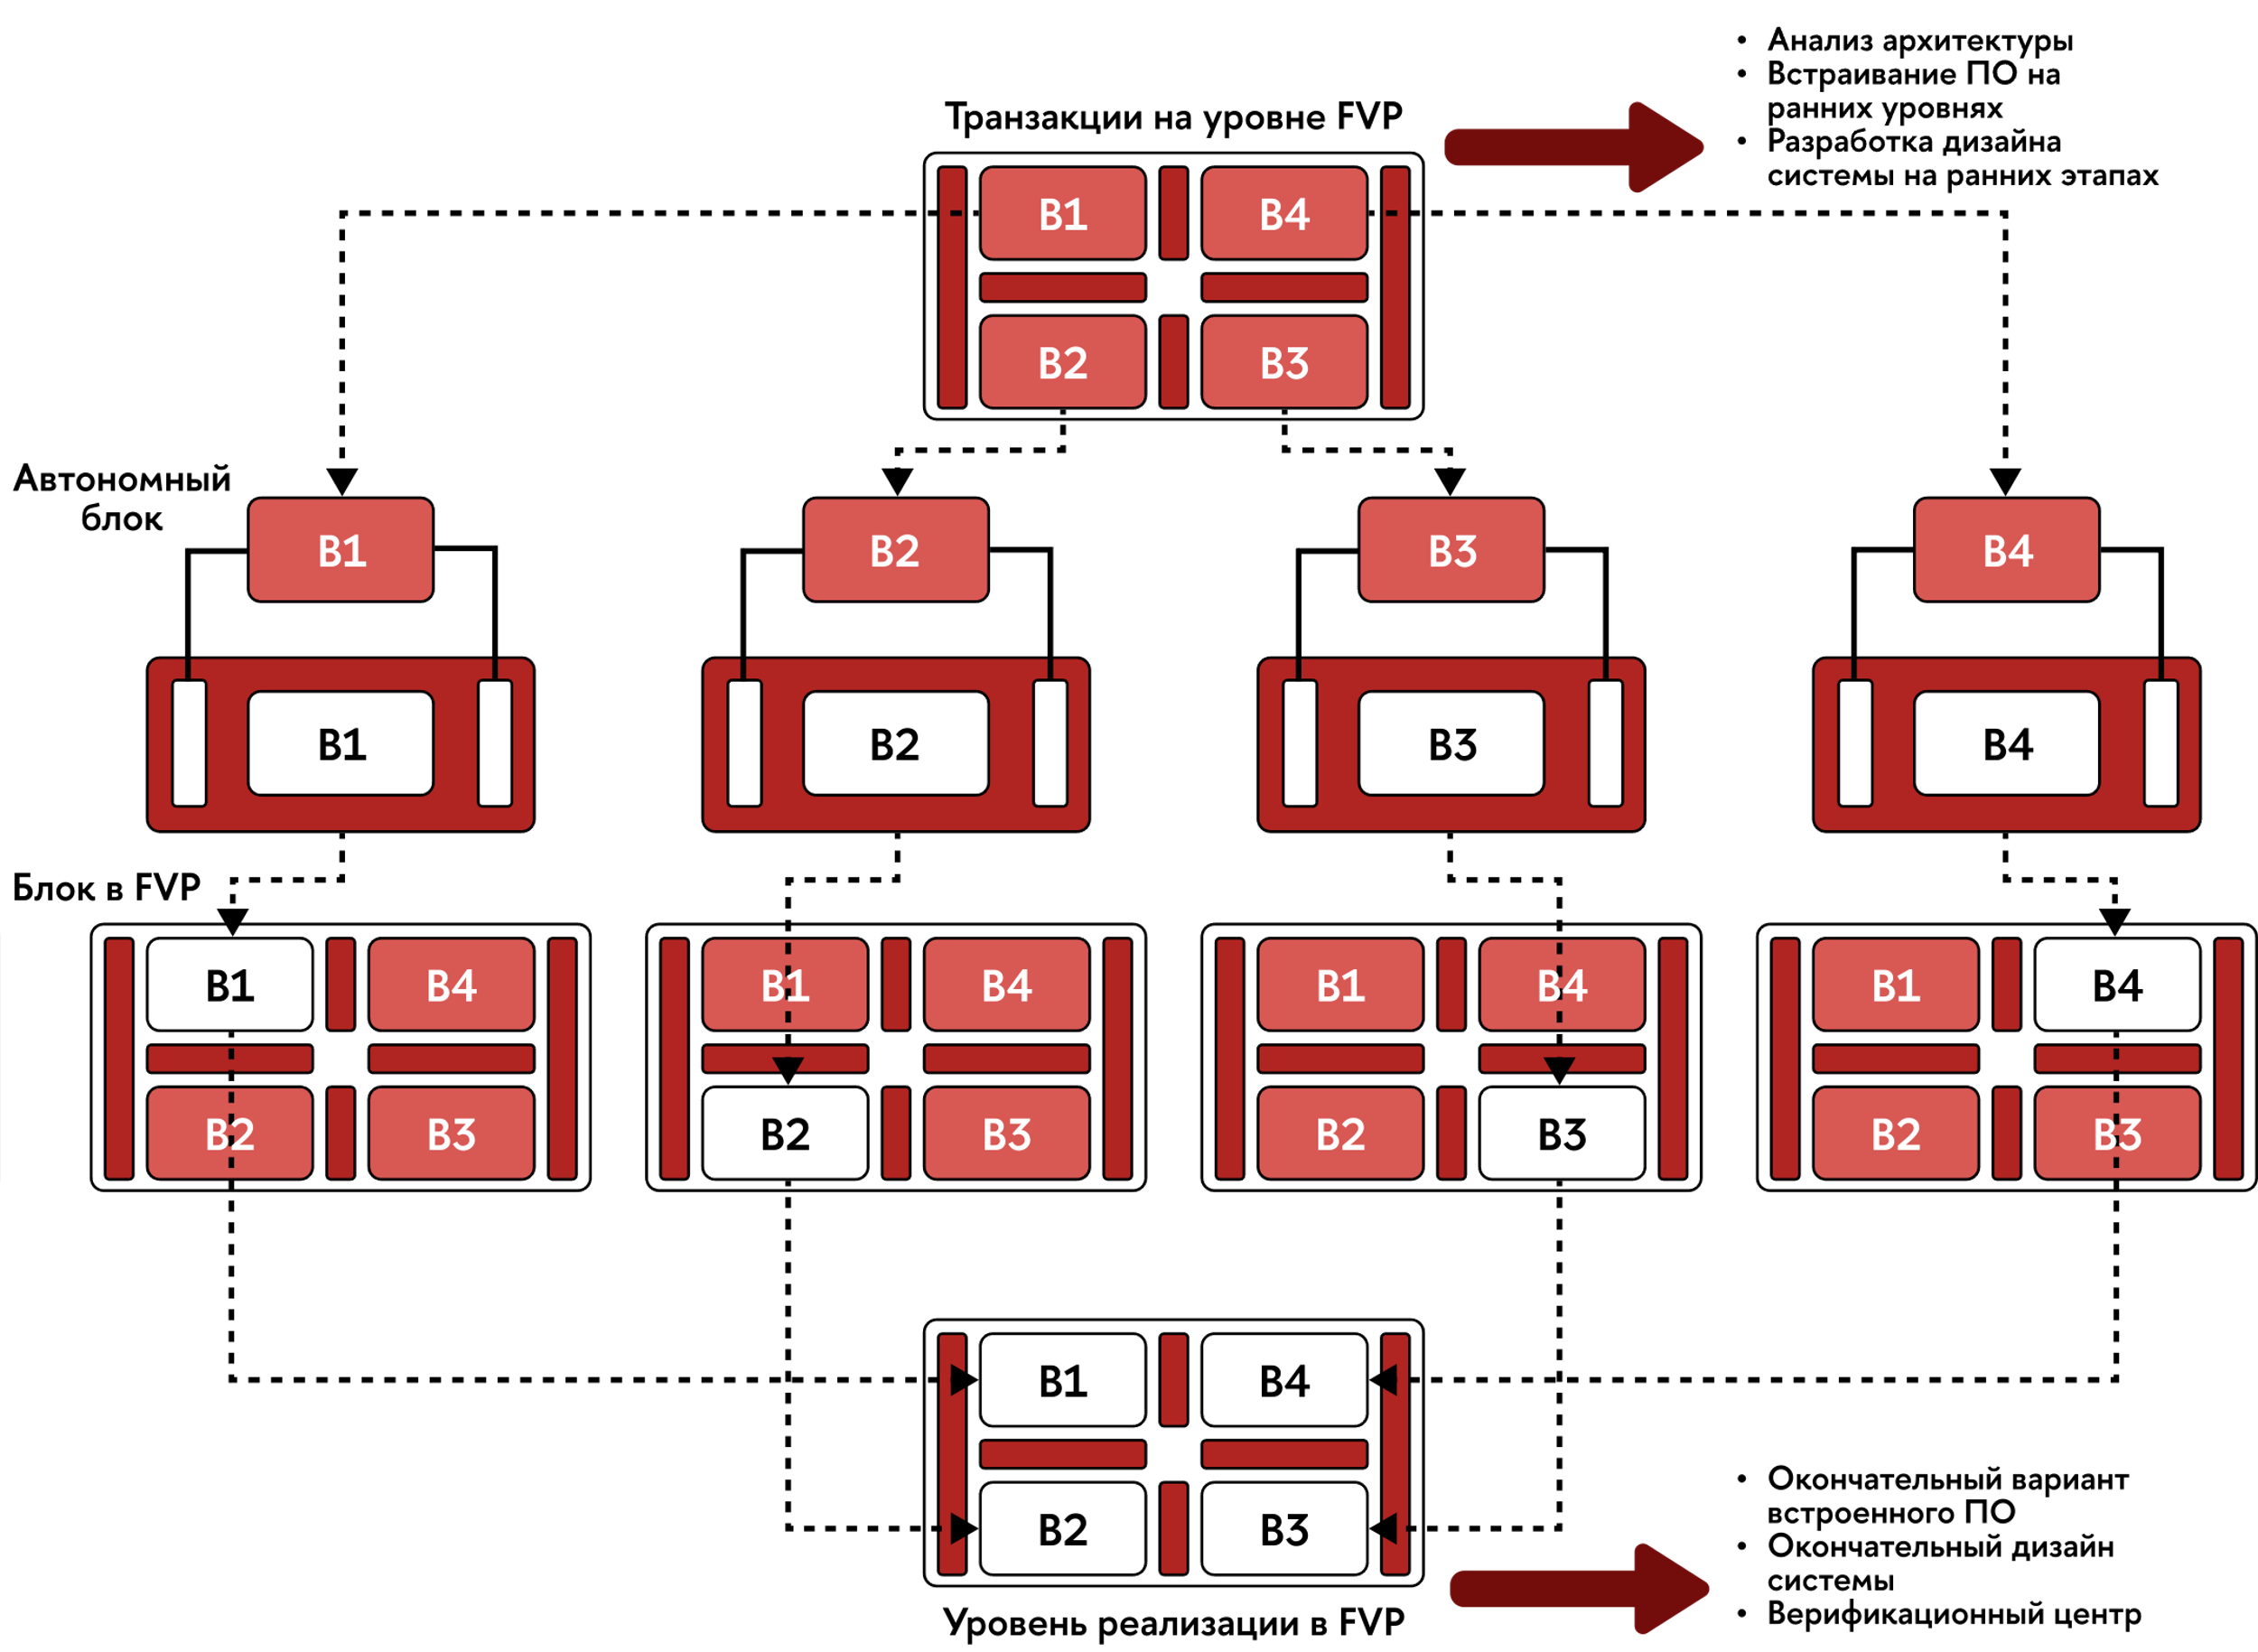 • Анализ архитектуры
• Встраивание ПО на
ранних уровнях
• Разработка дизайна
системы на ранних этапах
Транзакции на уровне FVP
B1
B4
B2
B3
Автономный
блок
B1
B2
B3
B4
B1
B2
B3
B4
Блок в FVP
B1
B4
B1
B4
B1
B4
B1
B4
B2
B3
B2
B3
B2
B3
B2
B3
B1
B4
B2
B3
Уровень реализации в FVP
• Окончательный вариант
встроенного ПО
• Окончательный дизайн
системы
• Верификационный центр